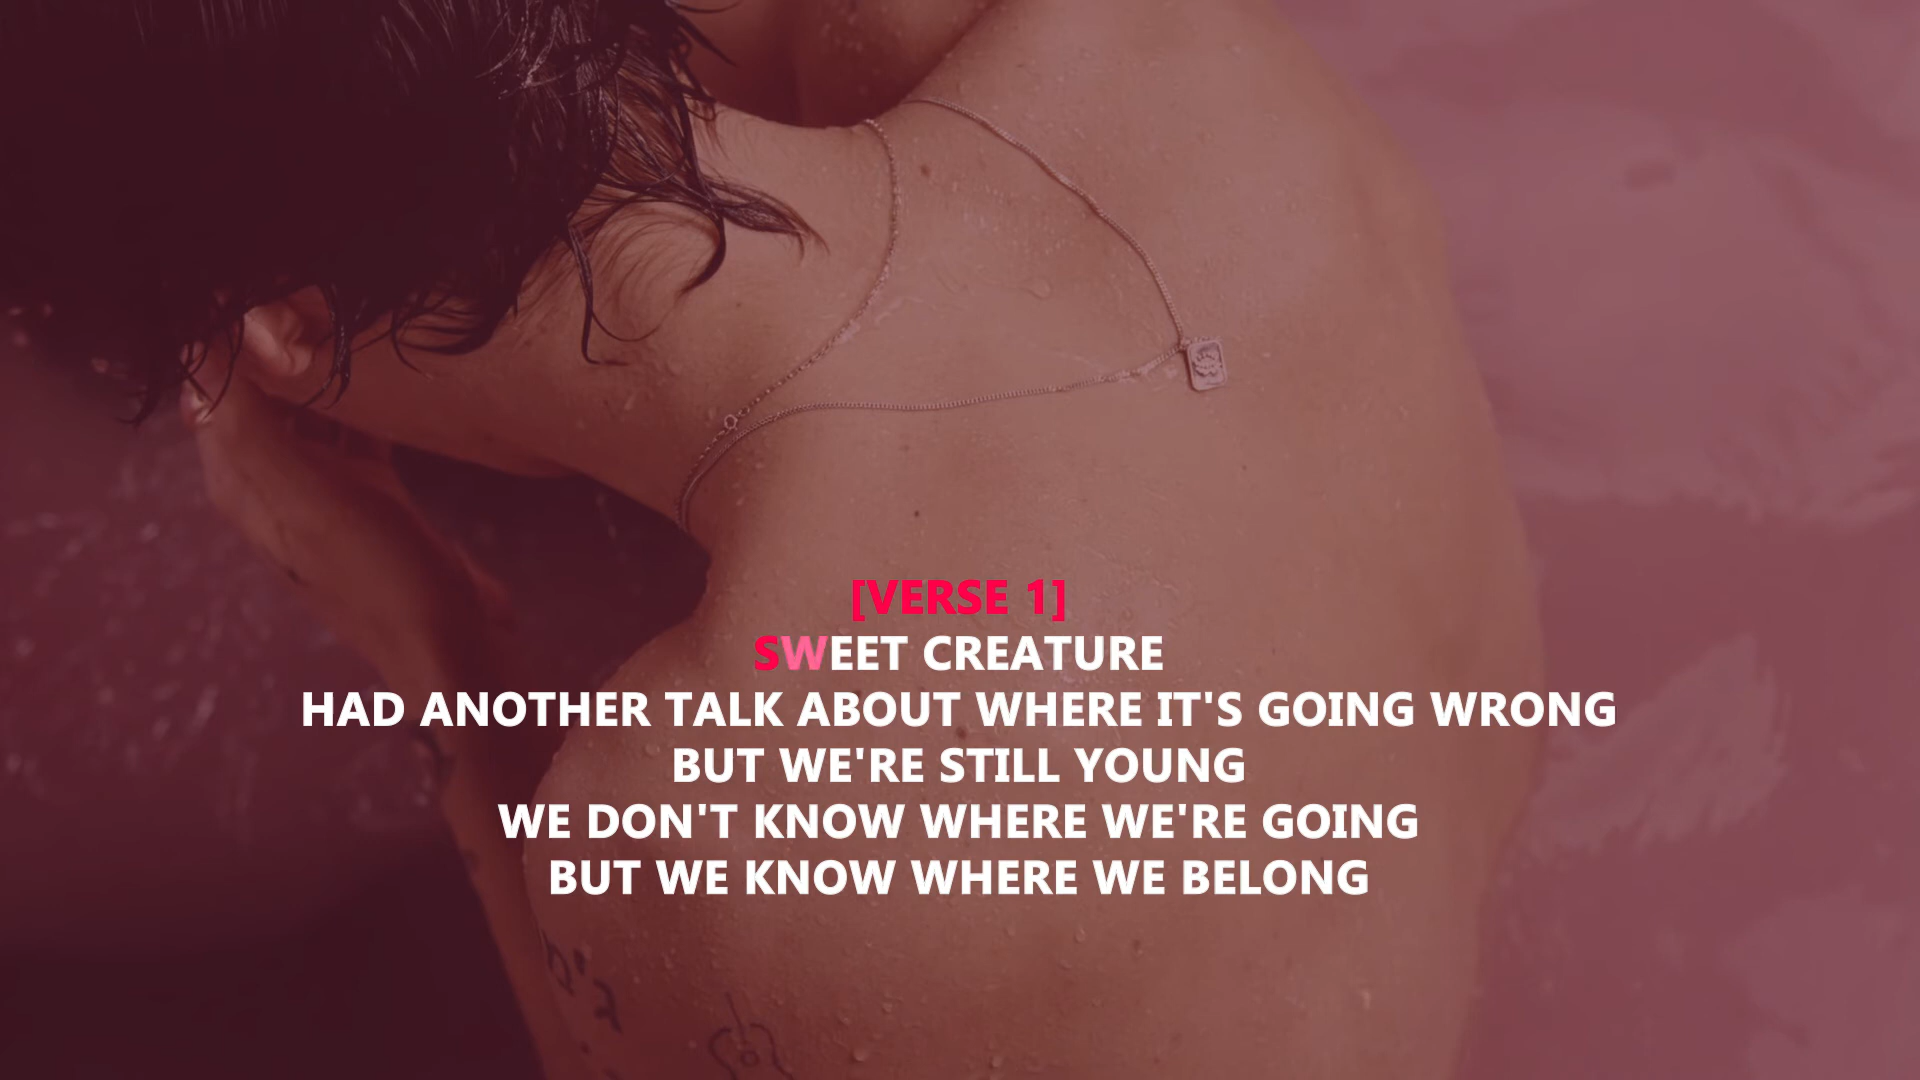 [VERSE 1]
SWEET CREATURE
HAD ANOTHER TALK ABOUT WHERE IT'S GOING WRONG
BUT WE'RE STILL YOUNG
WE DON'T KNOW WHERE WE'RE GOING
BUT WE KNOW WHERE WE BELONG